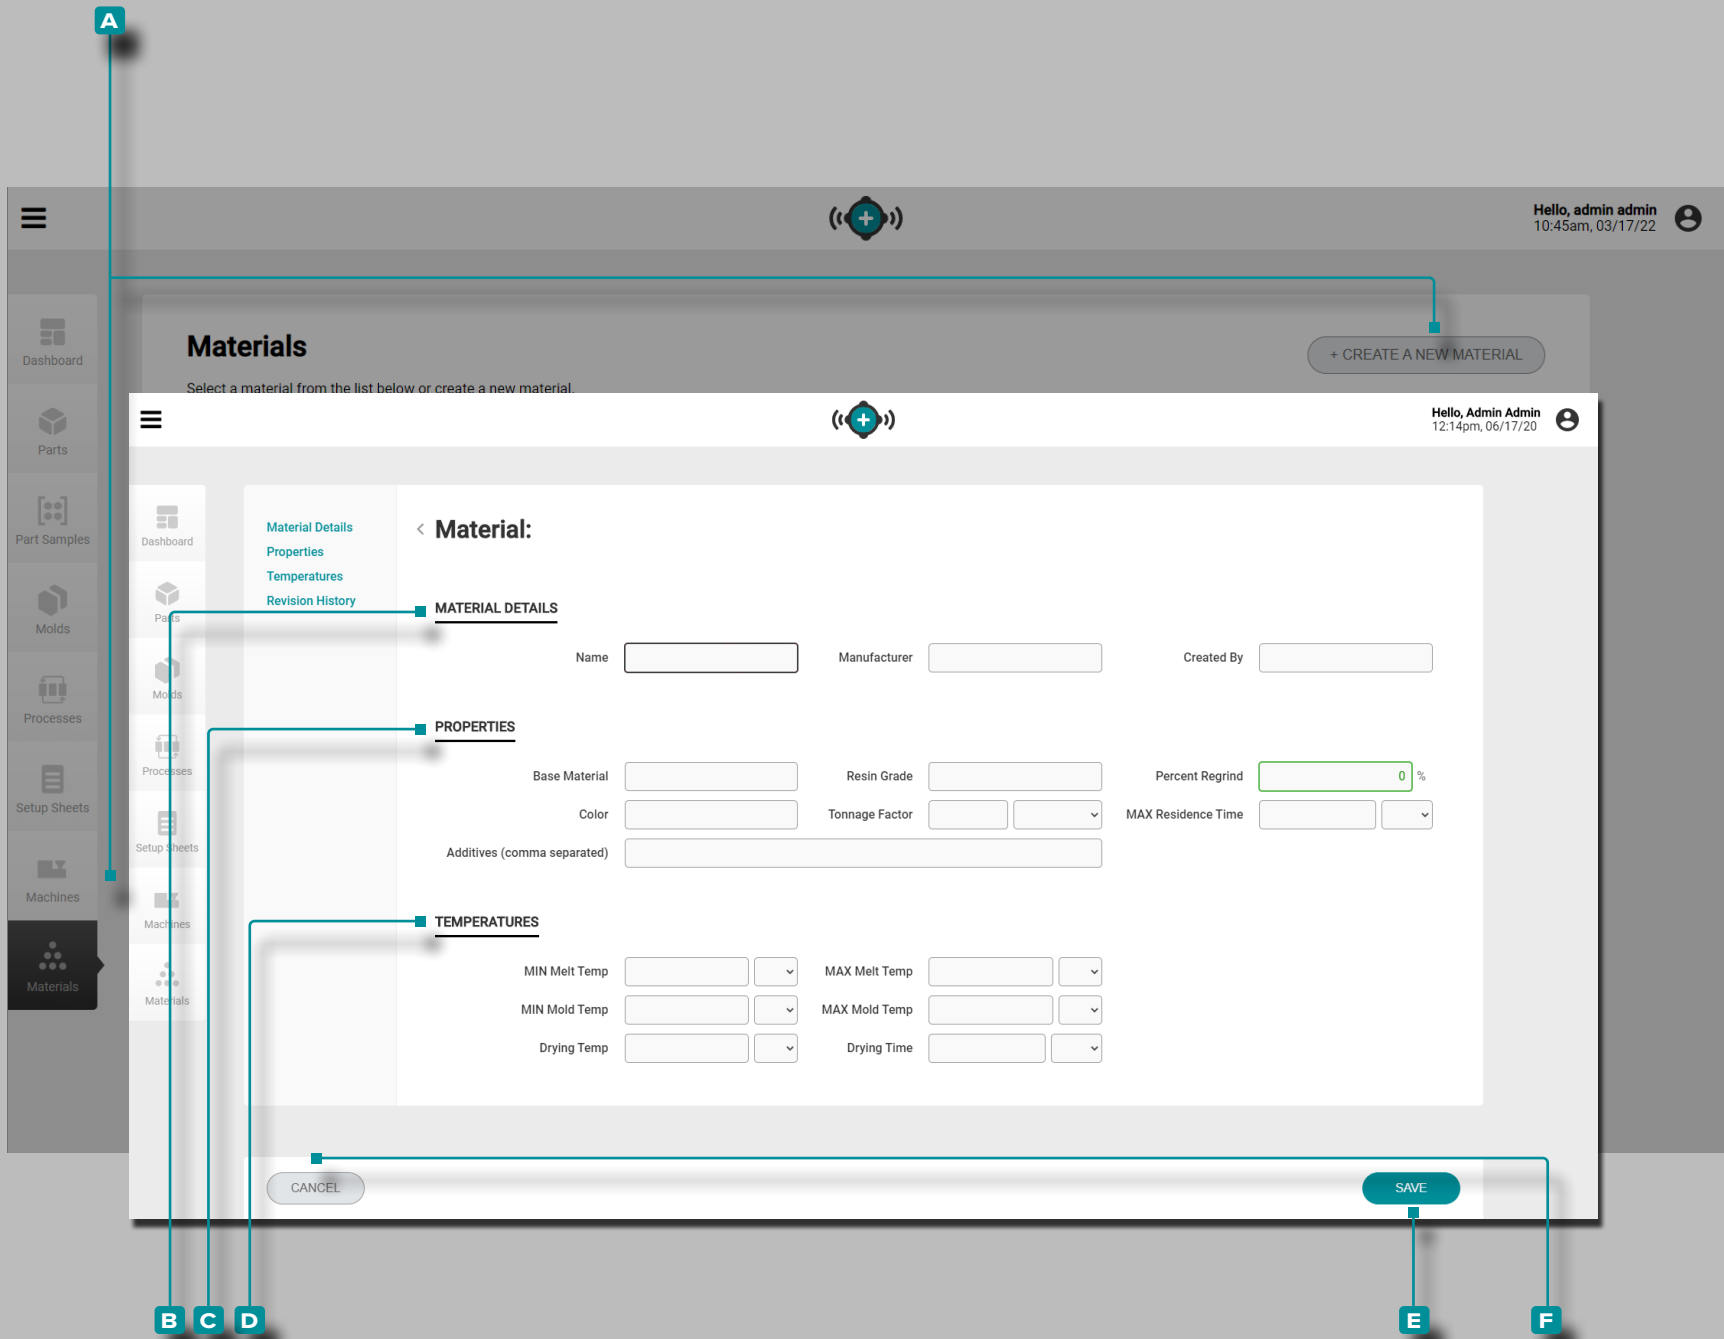 A
Hello, admin admin
10:45am, 03/17/22
Dashboard
Parts
Part Samples
Molds
Processes
Setup Sheets
Machines
Materials
Materials
+ CREATE A NEW MATERIAL
Select a material from the list below or create a new material.
Hello, Admin Admin
12:14pm, 06/17/20
Dashboard
Parts
Molds
Processes
Setup Sheets
Machines
Materials
Material Details
Properties
Temperatures
Revision History
< Material:
MATERIAL DETAILS
Name
Manufacturer
Created By
PROPERTIES
Base Material
Resin Grade
Percent Regrind 0 %
Color
Tonnage Factor
MAX Residence Time
Additives (comma separated)
TEMPERATURES
MIN Melt Temp
MAX Melt Temp
MIN Mold Temp
MAX Mold Temp
Drying Temp
Drying Time
CANCEL
SAVE
B C D E F